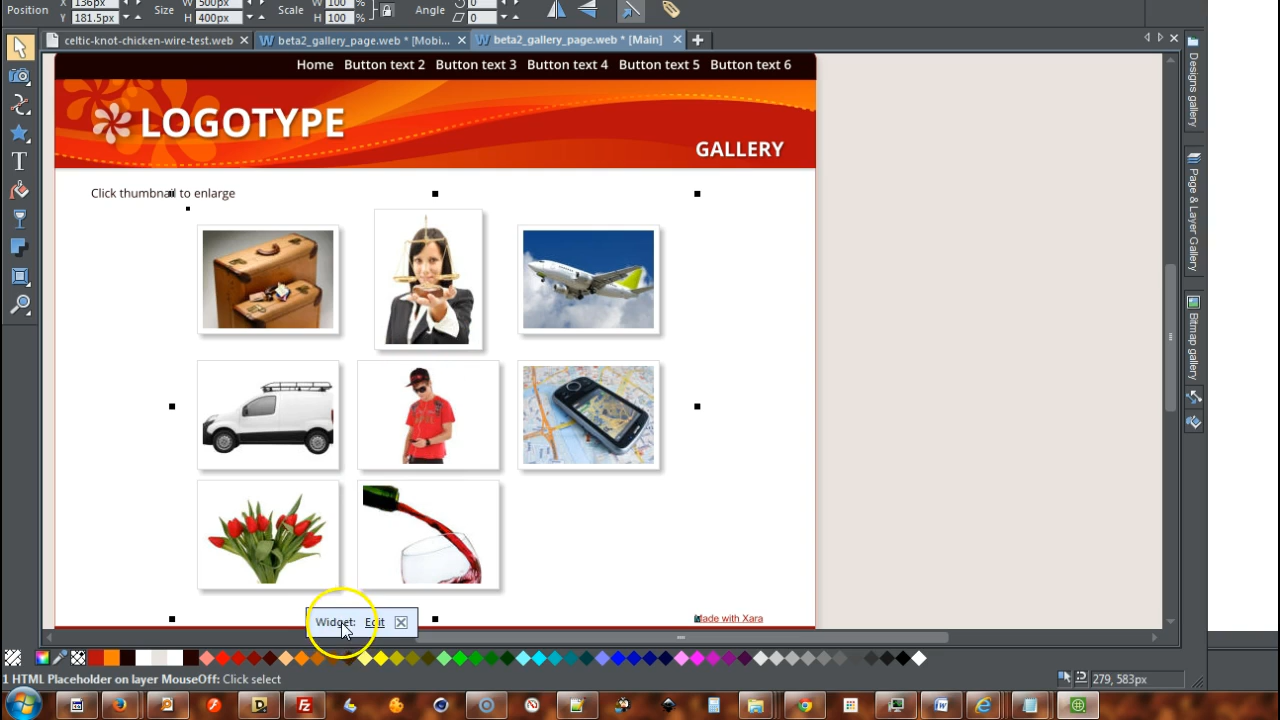 Position X 136px Size W 500px Scale W 100 % Angle 0
Y 181.5px H 400px H 100 % 0
celtic-knot-chicken-wire-test.web
beta2_gallery_page.web * [Mobi...
beta2_gallery_page.web * [Main]
Home Button text 2 Button text 3 Button text 4 Button text 5 Button text 6
LOGOTYPE
GALLERY
Click thumbnail to enlarge
Widget: Edit
Made with Xara
Designs gallery
Page & Layer Gallery
Bitmap gallery
1 HTML Placeholder on layer MouseOff: Click select
279, 583px